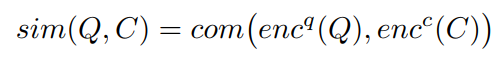 sim(Q, C) = com(enc^q(Q), enc^c(C))